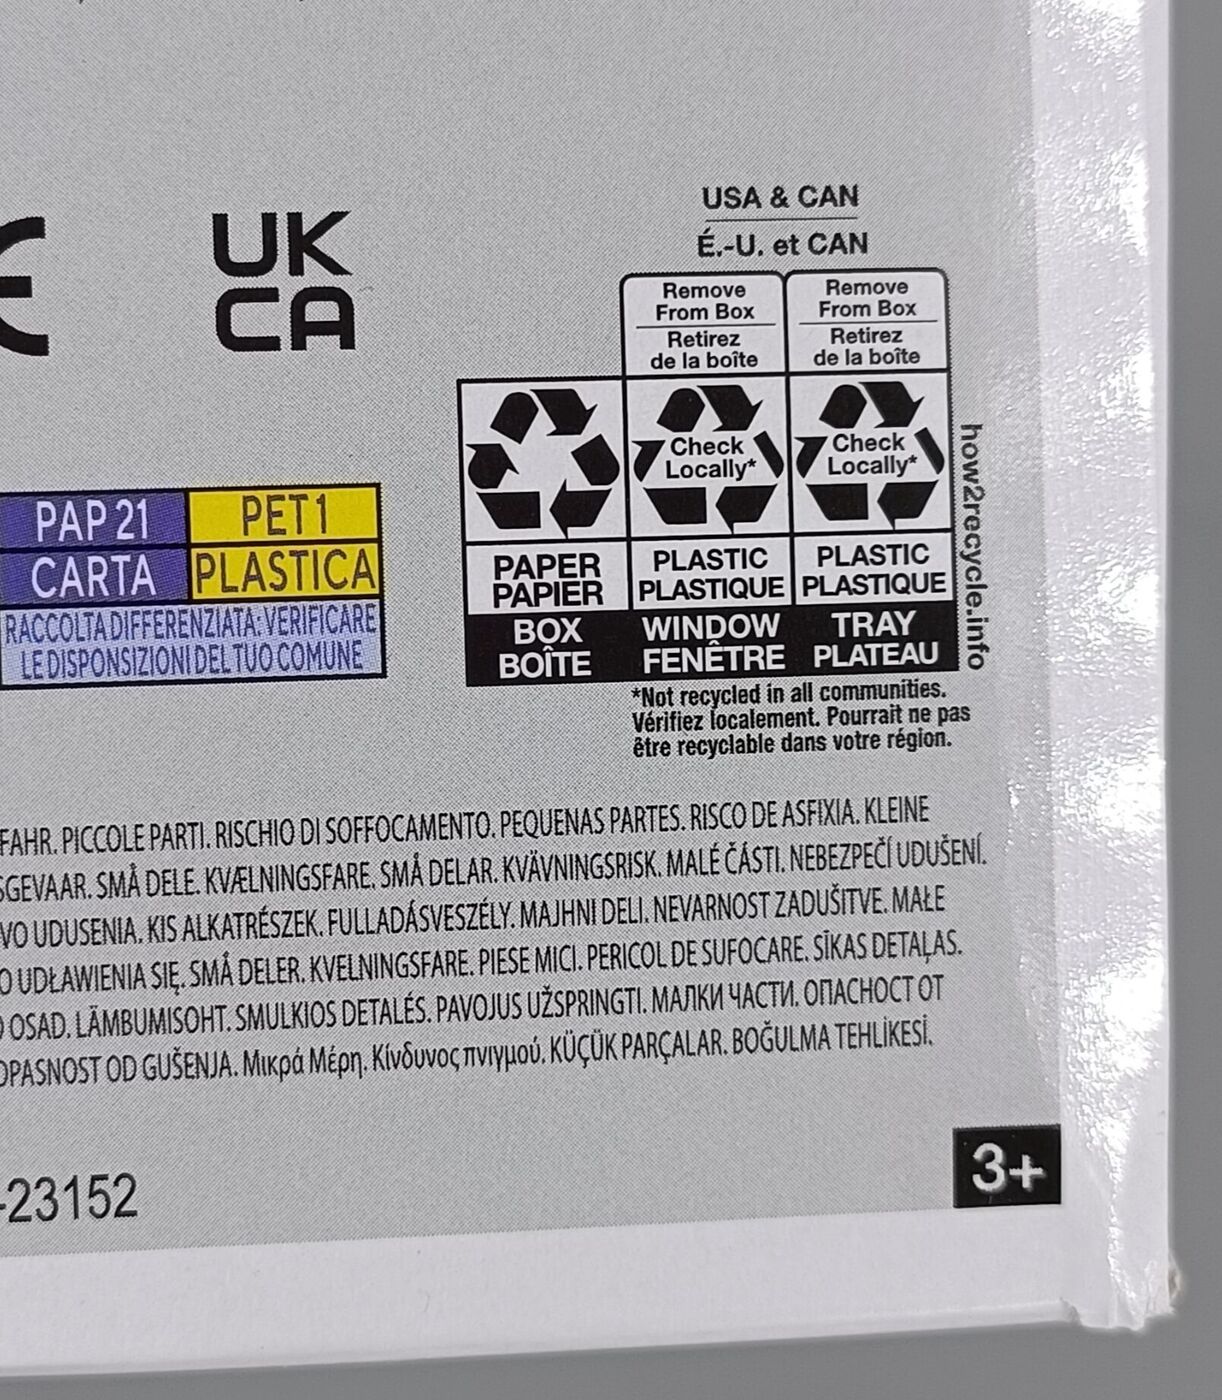 USA & CAN
É.-U. et CAN
UK
CA
Remove
From Box
Retirez
de la boîte
Remove
From Box
Retirez
de la boîte
Check
Locally*
Check
Locally*
PAPER
PAPIER
PLASTIC
PLASTIQUE
PLASTIC
PLASTIQUE
BOX
BOÎTE
WINDOW
FENÊTRE
TRAY
PLATEAU
how2recycle.info
*Not recycled in all communities.
Vérifiez localement. Pourrait ne pas
être recyclable dans votre région.
PAP 21
PET 1
CARTA
PLASTICA
RACCOLTA DIFFERENZIATA: VERIFICARE
LE DISPONSIZIONI DEL TUO COMUNE
FAHR. PICCOLE PARTI. RISCHIO DI SOFFOCAMENTO. PEQUENAS PARTES. RISCO DE ASFIXIA. KLEINE
SGEVAAR. SMÅ DELE. KVÆLNINGSFARE. SMÅ DELAR. KVÄVNINGSRISK. MALÉ ČÁSTI. NEBEZPEČÍ UDUŠENÍ.
VO UDUSENIA. KIS ALKATRÉSZEK. FULLADÁSVESZÉLY. MAJHNI DELI. NEVARNOST ZADUŠITVE. MAŁE
O UDŁAWIENIA SIĘ. SMÅ DELER. KVELNINGSFARE. PIESE MICI. PERICOL DE SUFOCARE. SĪKAS DETAĻAS.
OSAD. LÄMBUMISOHT. SMULKIOS DETALĖS. PAVOJUS UŽSPRINGTI. МАЛКИ ЧАСТИ. ОПАСНОСТ ОТ
OPASNOST OD GUŠENJA. Μικρά Μέρη. Κίνδυνος πνιγμού. KÜÇÜK PARÇALAR. BOĞULMA TEHLİKESİ.
-23152
3+